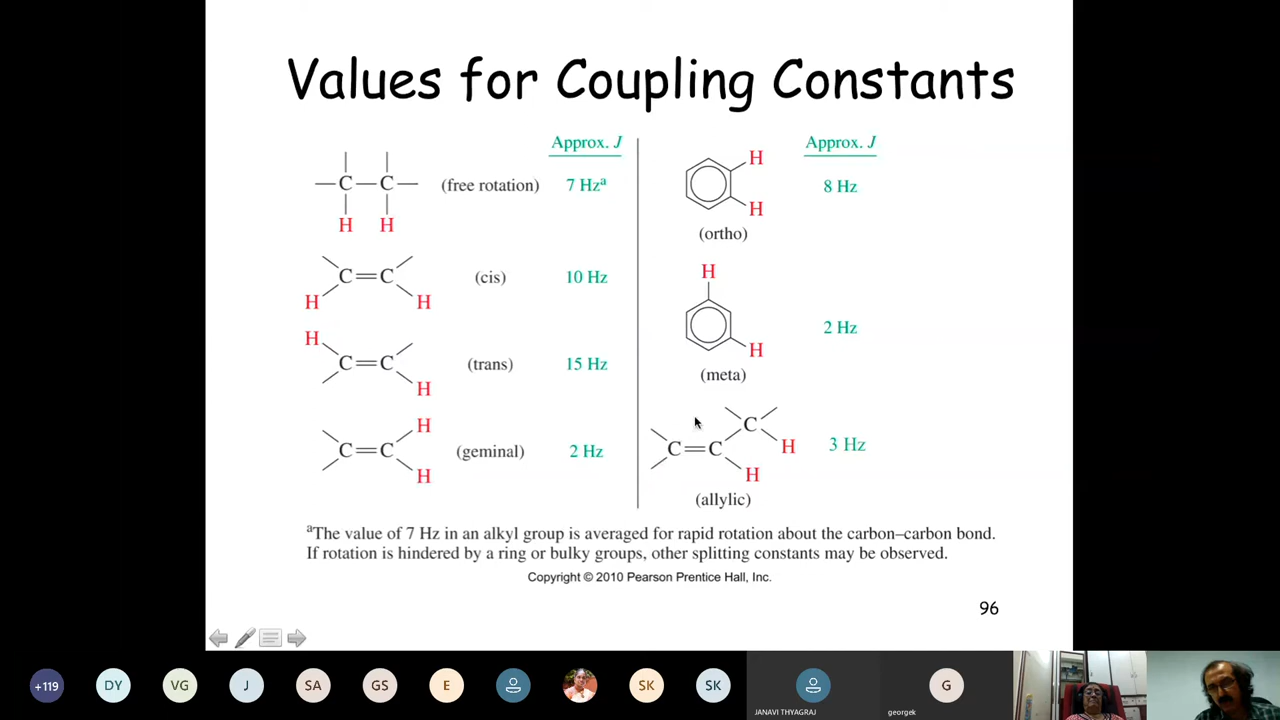 Values for Coupling Constants
Approx. J
C C
H H
(free rotation)
7 Hzᵃ
C C
H H
(cis)
10 Hz
H
C C
H
(trans)
15 Hz
H
C C
H
(geminal)
2 Hz
Approx. J
H
H
(ortho)
8 Hz
H
H
(meta)
2 Hz
C
C C
H
H
(allylic)
3 Hz
ᵃThe value of 7 Hz in an alkyl group is averaged for rapid rotation about the carbon–carbon bond.
If rotation is hindered by a ring or bulky groups, other splitting constants may be observed.
Copyright © 2010 Pearson Prentice Hall, Inc.
96
+119
DY
VG
J
SA
GS
E
SK
SK
JANAVI THYAGRAJ
G
georgek